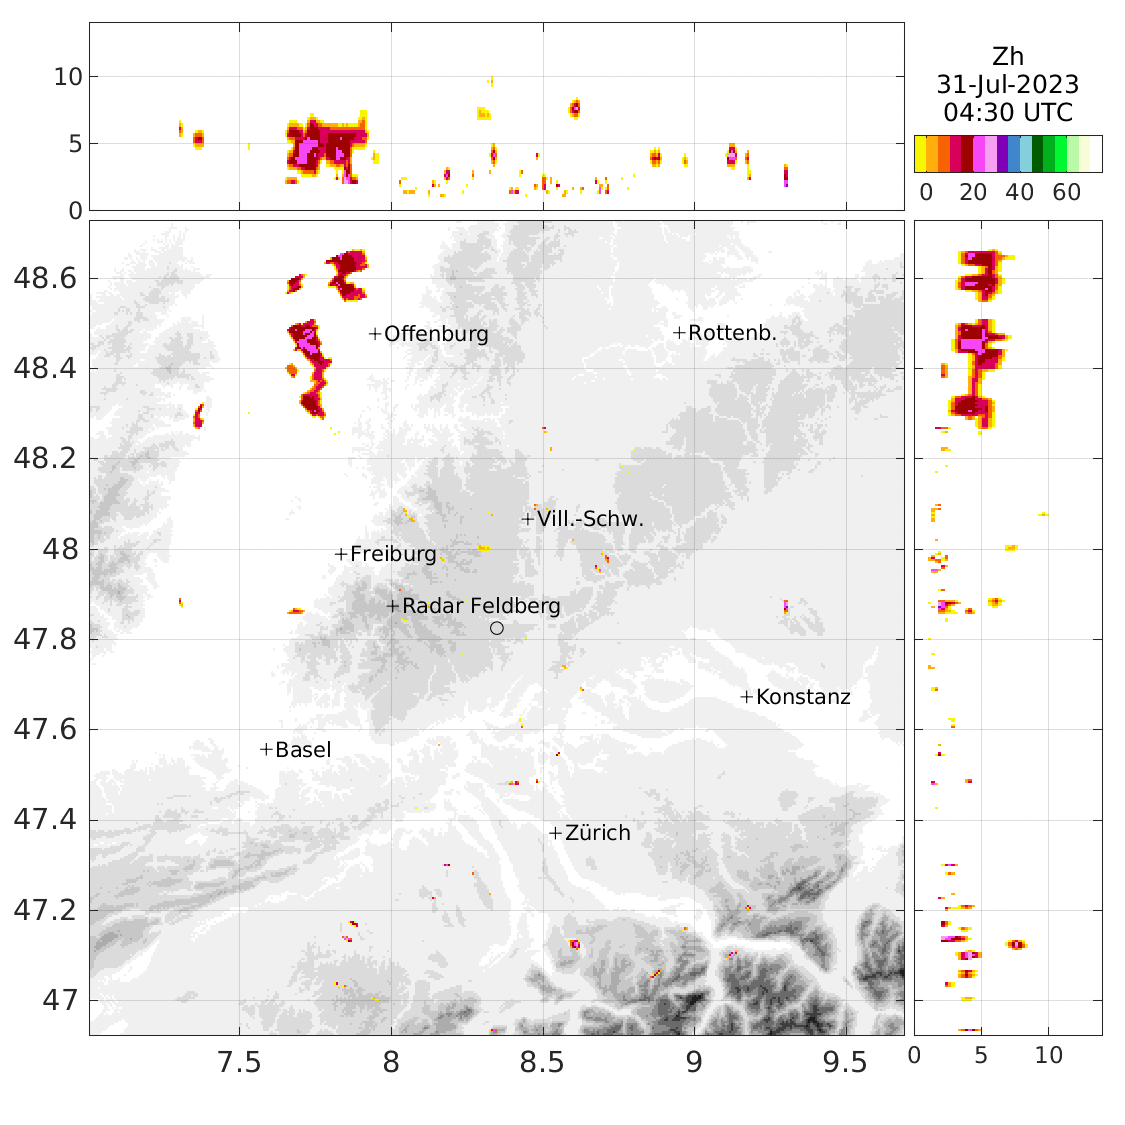 10
5
0
Zh
31-Jul-2023
04:30 UTC
0 20 40 60
48.6
48.4
48.2
48
47.8
47.6
47.4
47.2
47
Offenburg
Rottenb.
Vill.-Schw.
Freiburg
Radar Feldberg
Konstanz
Basel
Zürich
7.5 8 8.5 9 9.5
0 5 10